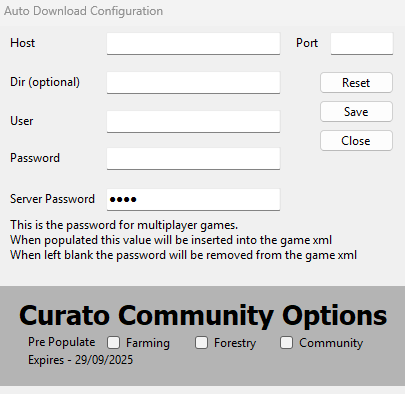 Auto Download Configuration
Host
Port
Dir (optional)
Reset
Save
User
Close
Password
Server Password ●●●●
This is the password for multiplayer games.
When populated this value will be inserted into the game xml
When left blank the password will be removed from the game xml
Curato Community Options
Pre Populate Farming Forestry Community
Expires - 29/09/2025